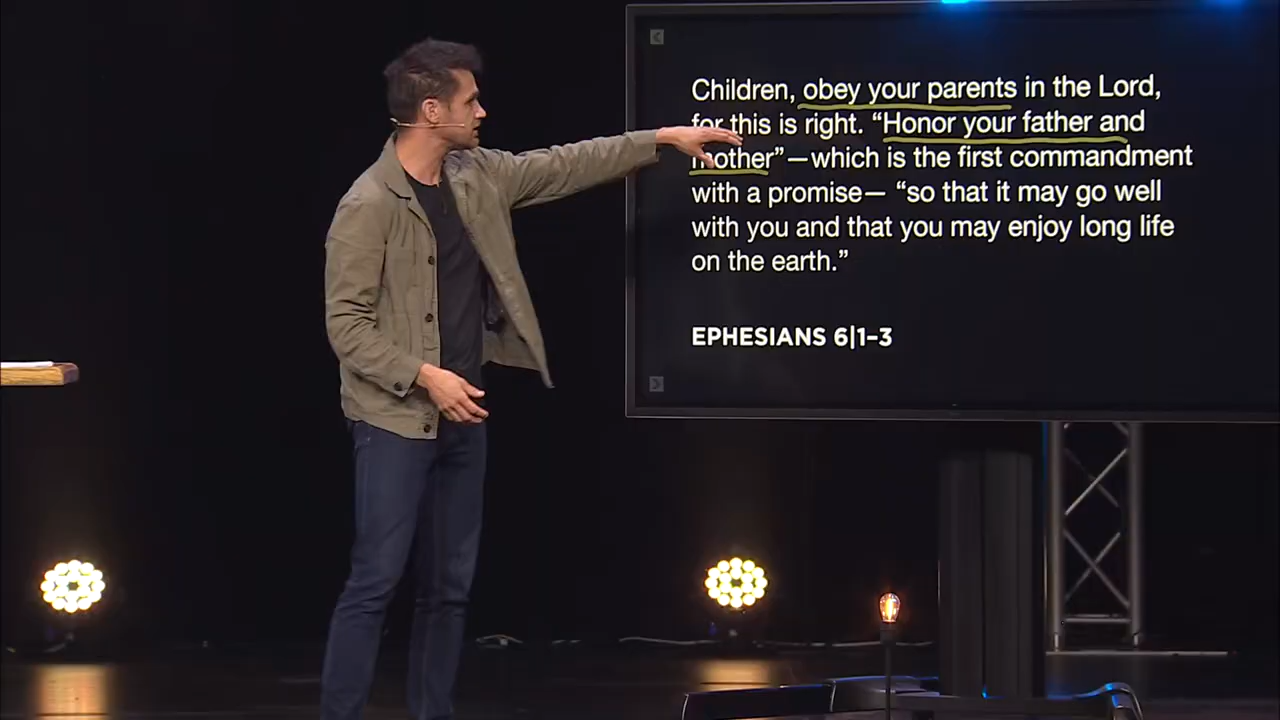 Children, obey your parents in the Lord,
for this is right. “Honor your father and
mother”—which is the first commandment
with a promise— “so that it may go well
with you and that you may enjoy long life
on the earth.”
EPHESIANS 6|1–3